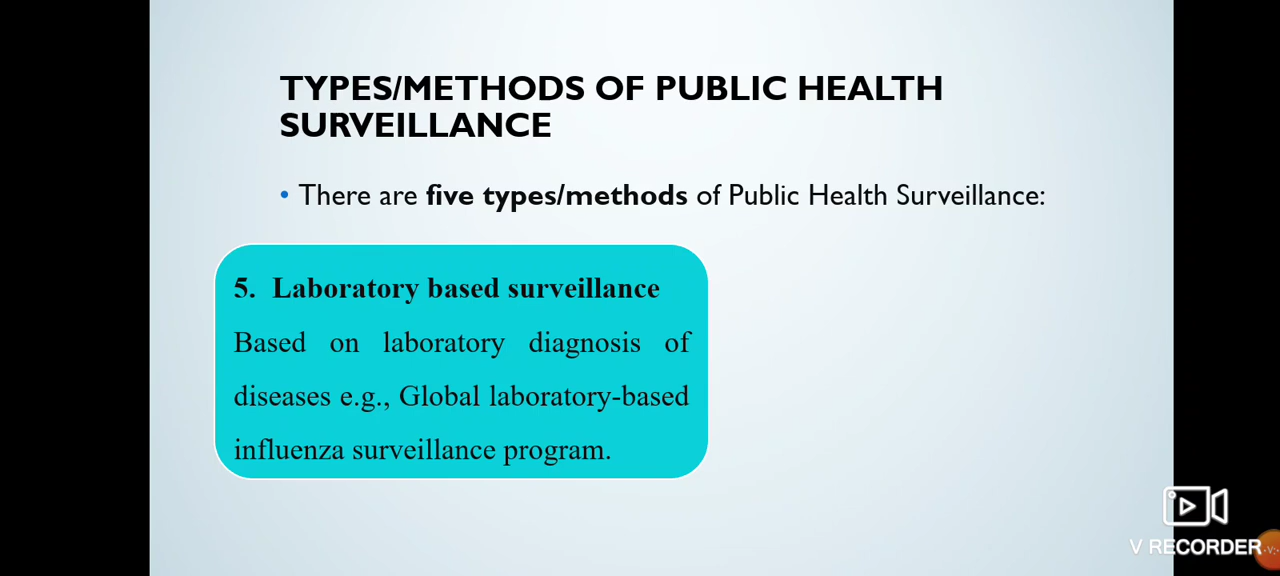 TYPES/METHODS OF PUBLIC HEALTH
SURVEILLANCE
• There are five types/methods of Public Health Surveillance:
5. Laboratory based surveillance
Based on laboratory diagnosis of
diseases e.g., Global laboratory-based
influenza surveillance program.
V RECORDER